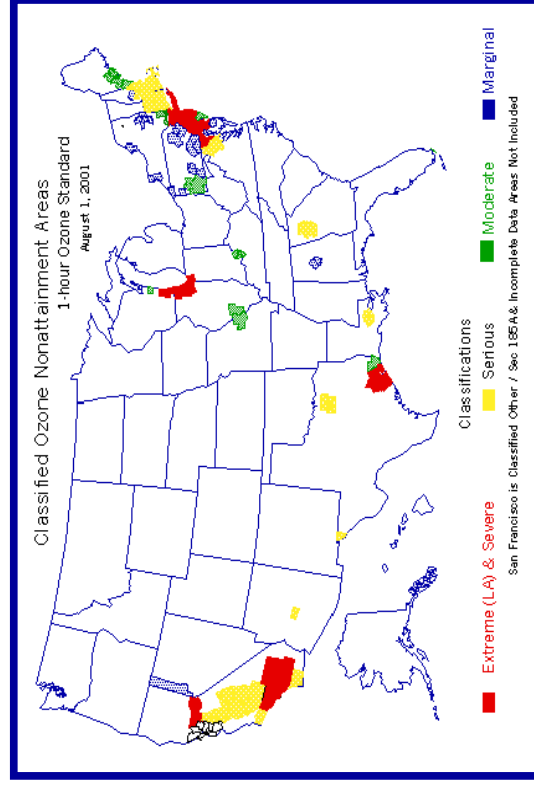 Classified Ozone Nonattainment Areas
1-hour Ozone Standard
August 1, 2001
Classifications
Extreme (LA) & Severe
Serious
Moderate
Marginal
San Francisco is Classified Other / Sec 185A & Incomplete Data Areas Not Included